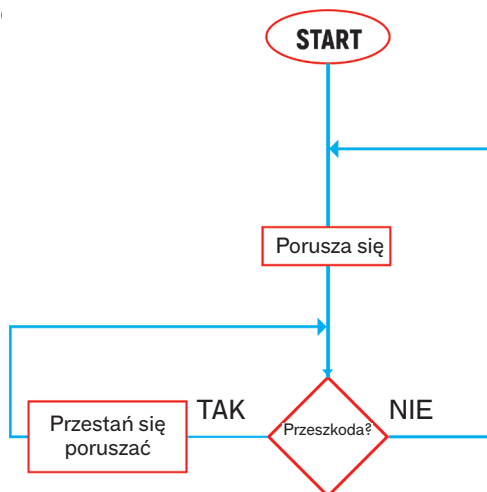 START
Porusza się
TAK
NIE
Przeszkoda?
Przestań się
poruszać